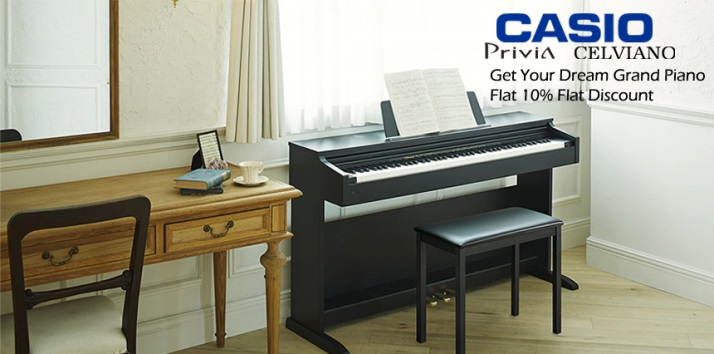 CASIO
Privia CELVIANO
Get Your Dream Grand Piano
Flat 10% Flat Discount